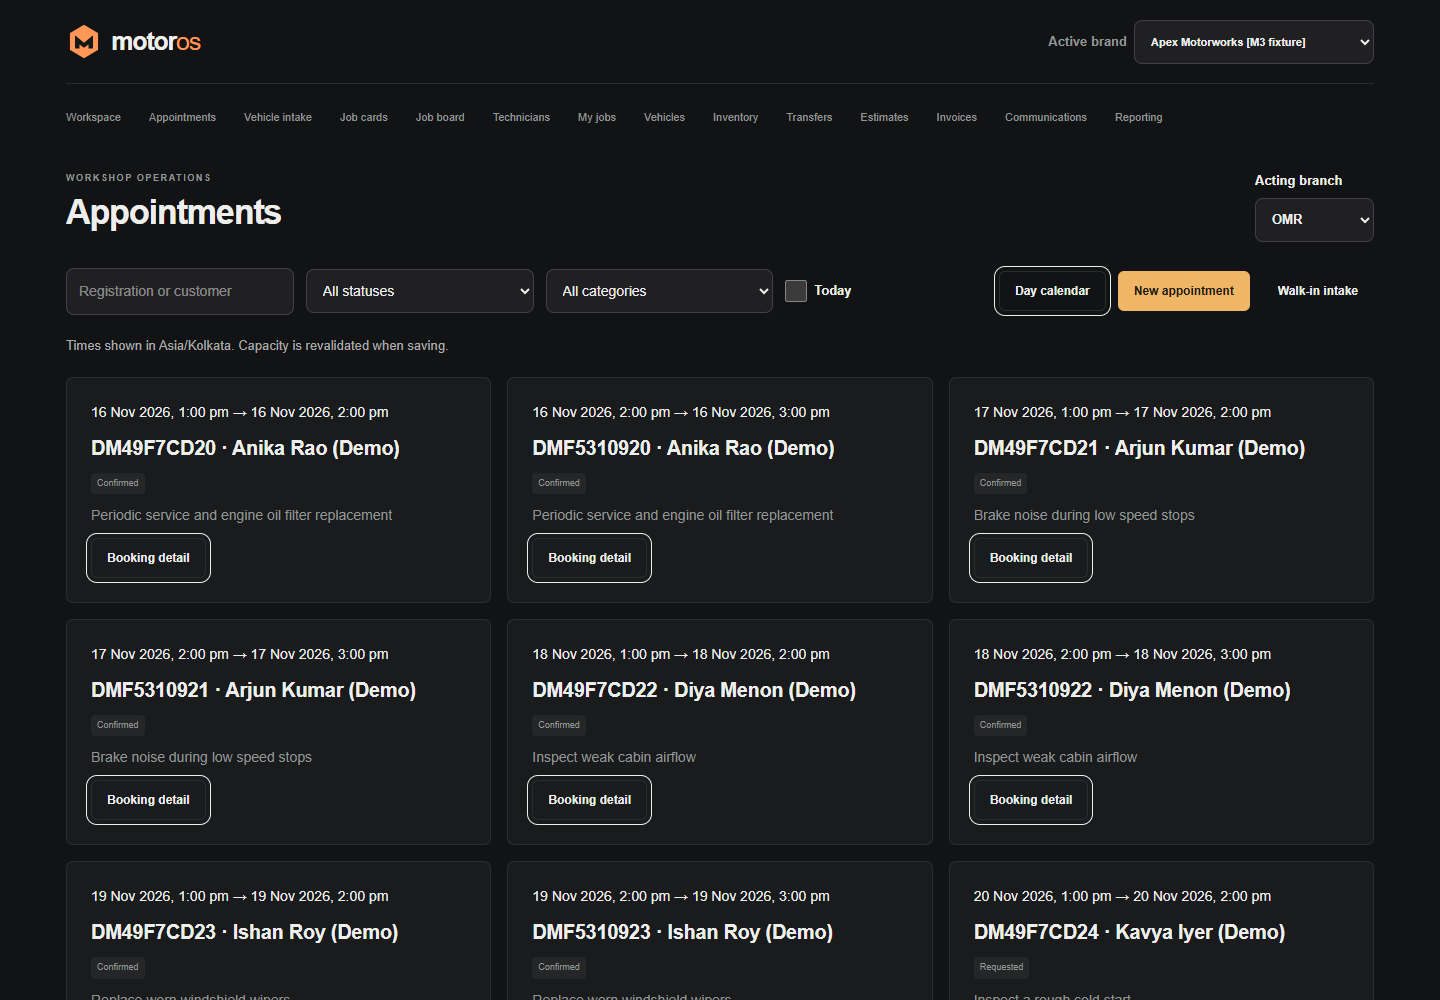 motoros
Active brand
Apex Motorworks [M3 fixture]
Workspace
Appointments
Vehicle intake
Job cards
Job board
Technicians
My jobs
Vehicles
Inventory
Transfers
Estimates
Invoices
Communications
Reporting
WORKSHOP OPERATIONS
Appointments
Acting branch
OMR
Registration or customer
All statuses
All categories
Today
Day calendar
New appointment
Walk-in intake
Times shown in Asia/Kolkata. Capacity is revalidated when saving.
16 Nov 2026, 1:00 pm → 16 Nov 2026, 2:00 pm
DM49F7CD20 · Anika Rao (Demo)
Confirmed
Periodic service and engine oil filter replacement
Booking detail
16 Nov 2026, 2:00 pm → 16 Nov 2026, 3:00 pm
DMF5310920 · Anika Rao (Demo)
Confirmed
Periodic service and engine oil filter replacement
Booking detail
17 Nov 2026, 1:00 pm → 17 Nov 2026, 2:00 pm
DM49F7CD21 · Arjun Kumar (Demo)
Confirmed
Brake noise during low speed stops
Booking detail
17 Nov 2026, 2:00 pm → 17 Nov 2026, 3:00 pm
DMF5310921 · Arjun Kumar (Demo)
Confirmed
Brake noise during low speed stops
Booking detail
18 Nov 2026, 1:00 pm → 18 Nov 2026, 2:00 pm
DM49F7CD22 · Diya Menon (Demo)
Confirmed
Inspect weak cabin airflow
Booking detail
18 Nov 2026, 2:00 pm → 18 Nov 2026, 3:00 pm
DMF5310922 · Diya Menon (Demo)
Confirmed
Inspect weak cabin airflow
Booking detail
19 Nov 2026, 1:00 pm → 19 Nov 2026, 2:00 pm
DM49F7CD23 · Ishan Roy (Demo)
Confirmed
Replace worn windshield wipers
19 Nov 2026, 2:00 pm → 19 Nov 2026, 3:00 pm
DMF5310923 · Ishan Roy (Demo)
Confirmed
Replace worn windshield wipers
20 Nov 2026, 1:00 pm → 20 Nov 2026, 2:00 pm
DM49F7CD24 · Kavya Iyer (Demo)
Requested
Inspect a rough cold start